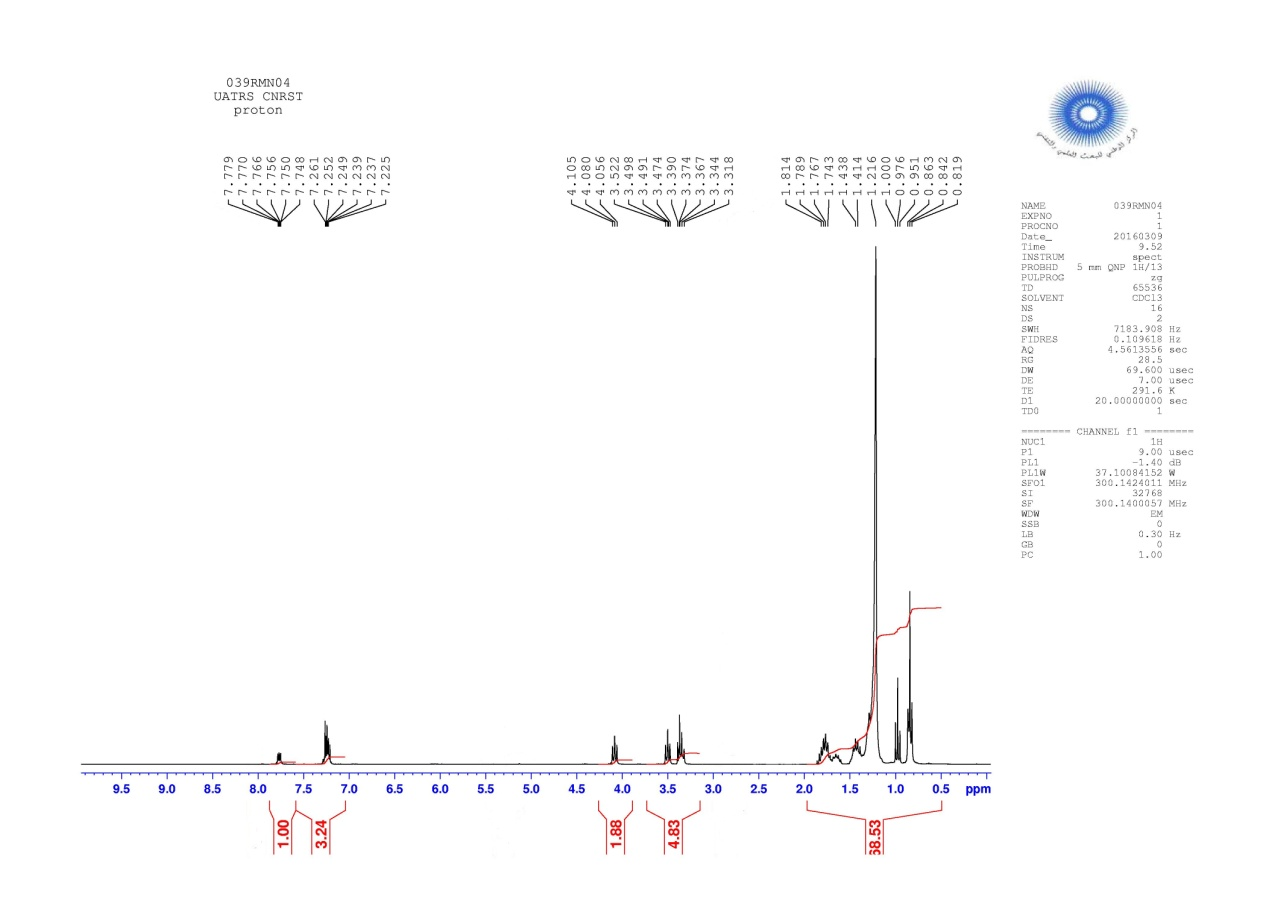 039RMN04
UATRS CNRST
proton
7.779
7.770
7.766
7.756
7.750
7.748
7.261
7.252
7.249
7.239
7.237
7.225
4.105
4.080
4.056
3.522
3.498
3.491
3.474
3.390
3.374
3.367
3.344
3.318
1.814
1.789
1.767
1.743
1.438
1.414
1.216
1.000
0.976
0.951
0.863
0.842
0.819
NAME 039RMN04
EXPNO 1
PROCNO 1
Date_ 20160309
Time 9.52
INSTRUM spect
PROBHD 5 mm QNP 1H/13
PULPROG zg
TD 65536
SOLVENT CDCl3
NS 16
DS 2
SWH 7183.908 Hz
FIDRES 0.109618 Hz
AQ 4.5613556 sec
RG 28.5
DW 69.600 usec
DE 7.00 usec
TE 291.6 K
D1 20.00000000 sec
TD0 1
======== CHANNEL f1 ========
NUC1 1H
P1 9.00 usec
PL1 -1.40 dB
PL1W 37.10084152 W
SFO1 300.1424011 MHz
SI 32768
SF 300.1400057 MHz
WDW EM
SSB 0
LB 0.30 Hz
GB 0
PC 1.00
9.5 9.0 8.5 8.0 7.5 7.0 6.5 6.0 5.5 5.0 4.5 4.0 3.5 3.0 2.5 2.0 1.5 1.0 0.5 ppm
1.00
3.24
1.88
4.83
68.53